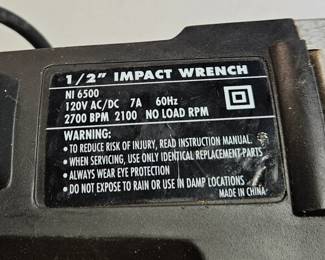 1/2" IMPACT WRENCH
NI 6500
120V AC/DC 7A 60Hz
2700 BPM 2100 NO LOAD RPM
WARNING:
• TO REDUCE RISK OF INJURY, READ INSTRUCTION MANUAL.
• WHEN SERVICING, USE ONLY IDENTICAL REPLACEMENT PARTS
• ALWAYS WEAR EYE PROTECTION
• DO NOT EXPOSE TO RAIN OR USE IN DAMP LOCATIONS
MADE IN CHINA